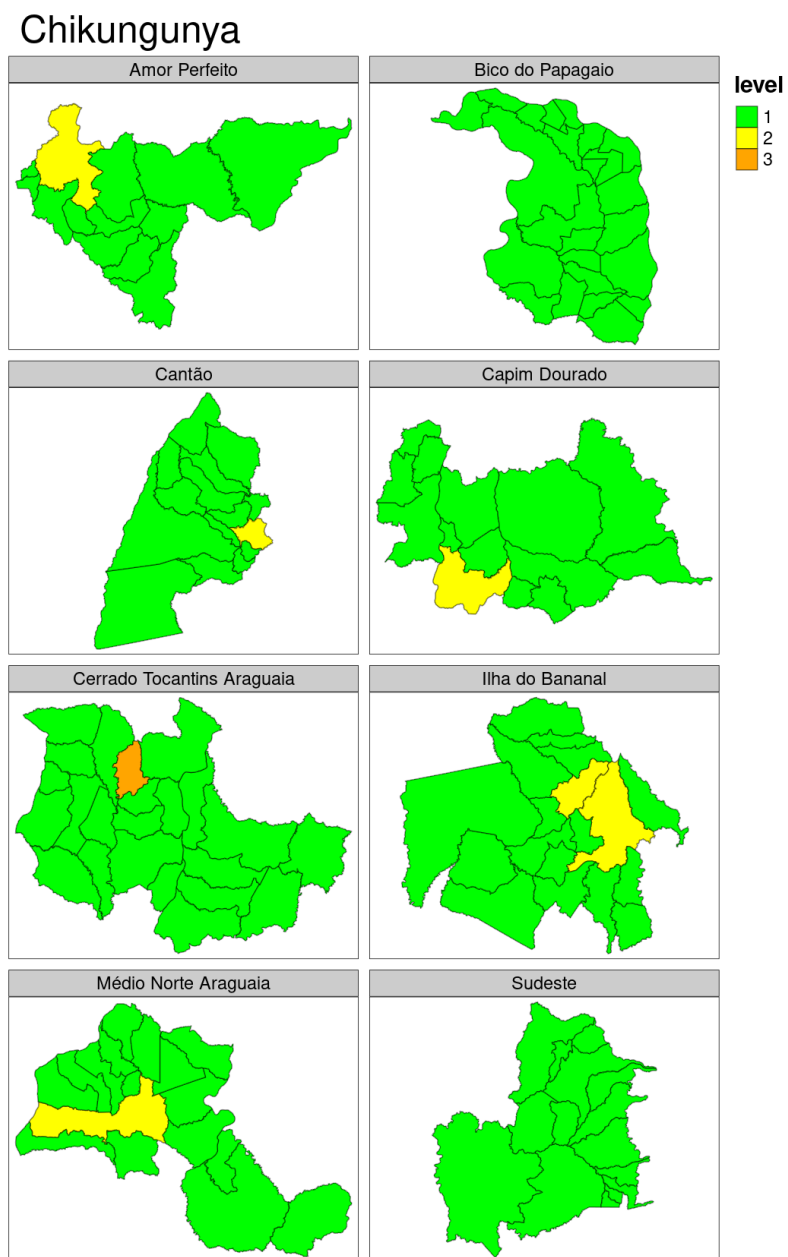 Chikungunya
Amor Perfeito
Bico do Papagaio
level
1
2
3
Cantão
Capim Dourado
Cerrado Tocantins Araguaia
Ilha do Bananal
Médio Norte Araguaia
Sudeste